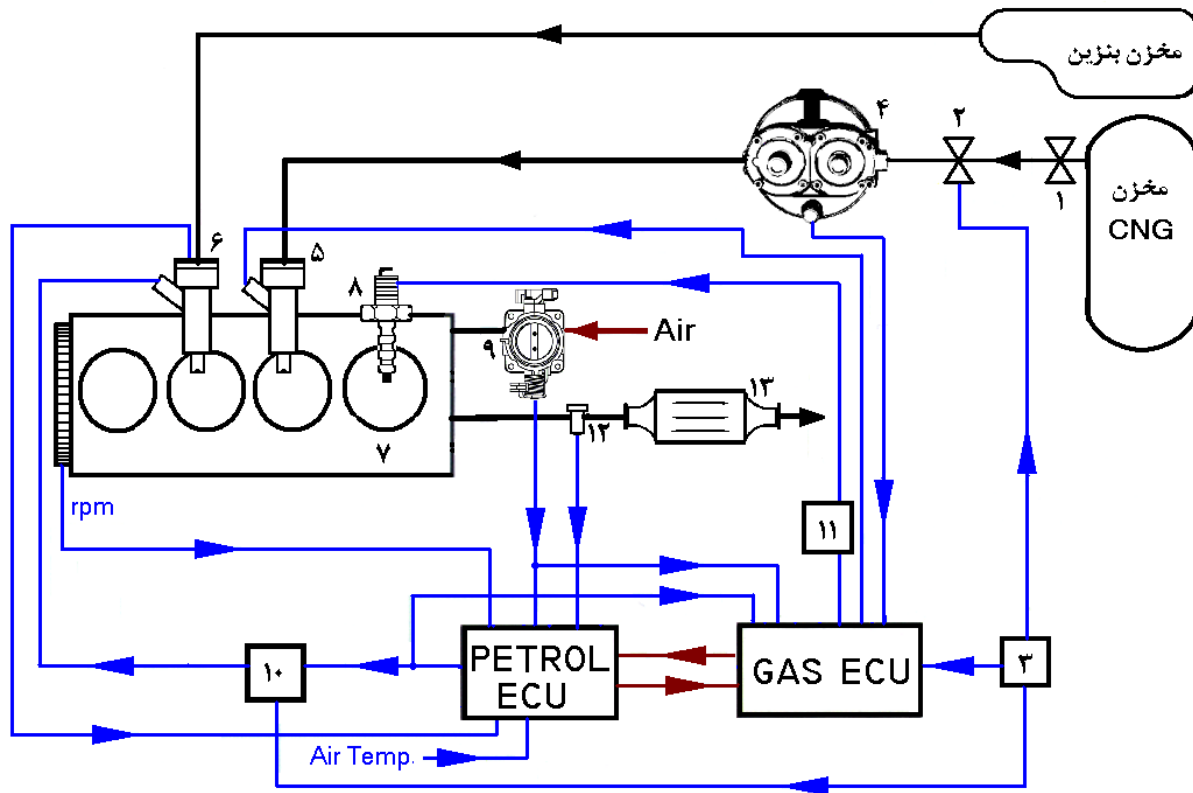 مخزن بنزین
۴
۲
۱
مخزن
CNG
۶
۵
۸
۹
Air
۱۳
۱۲
۷
rpm
۱۱
PETROL
ECU
GAS ECU
۳
۱۰
Air Temp.